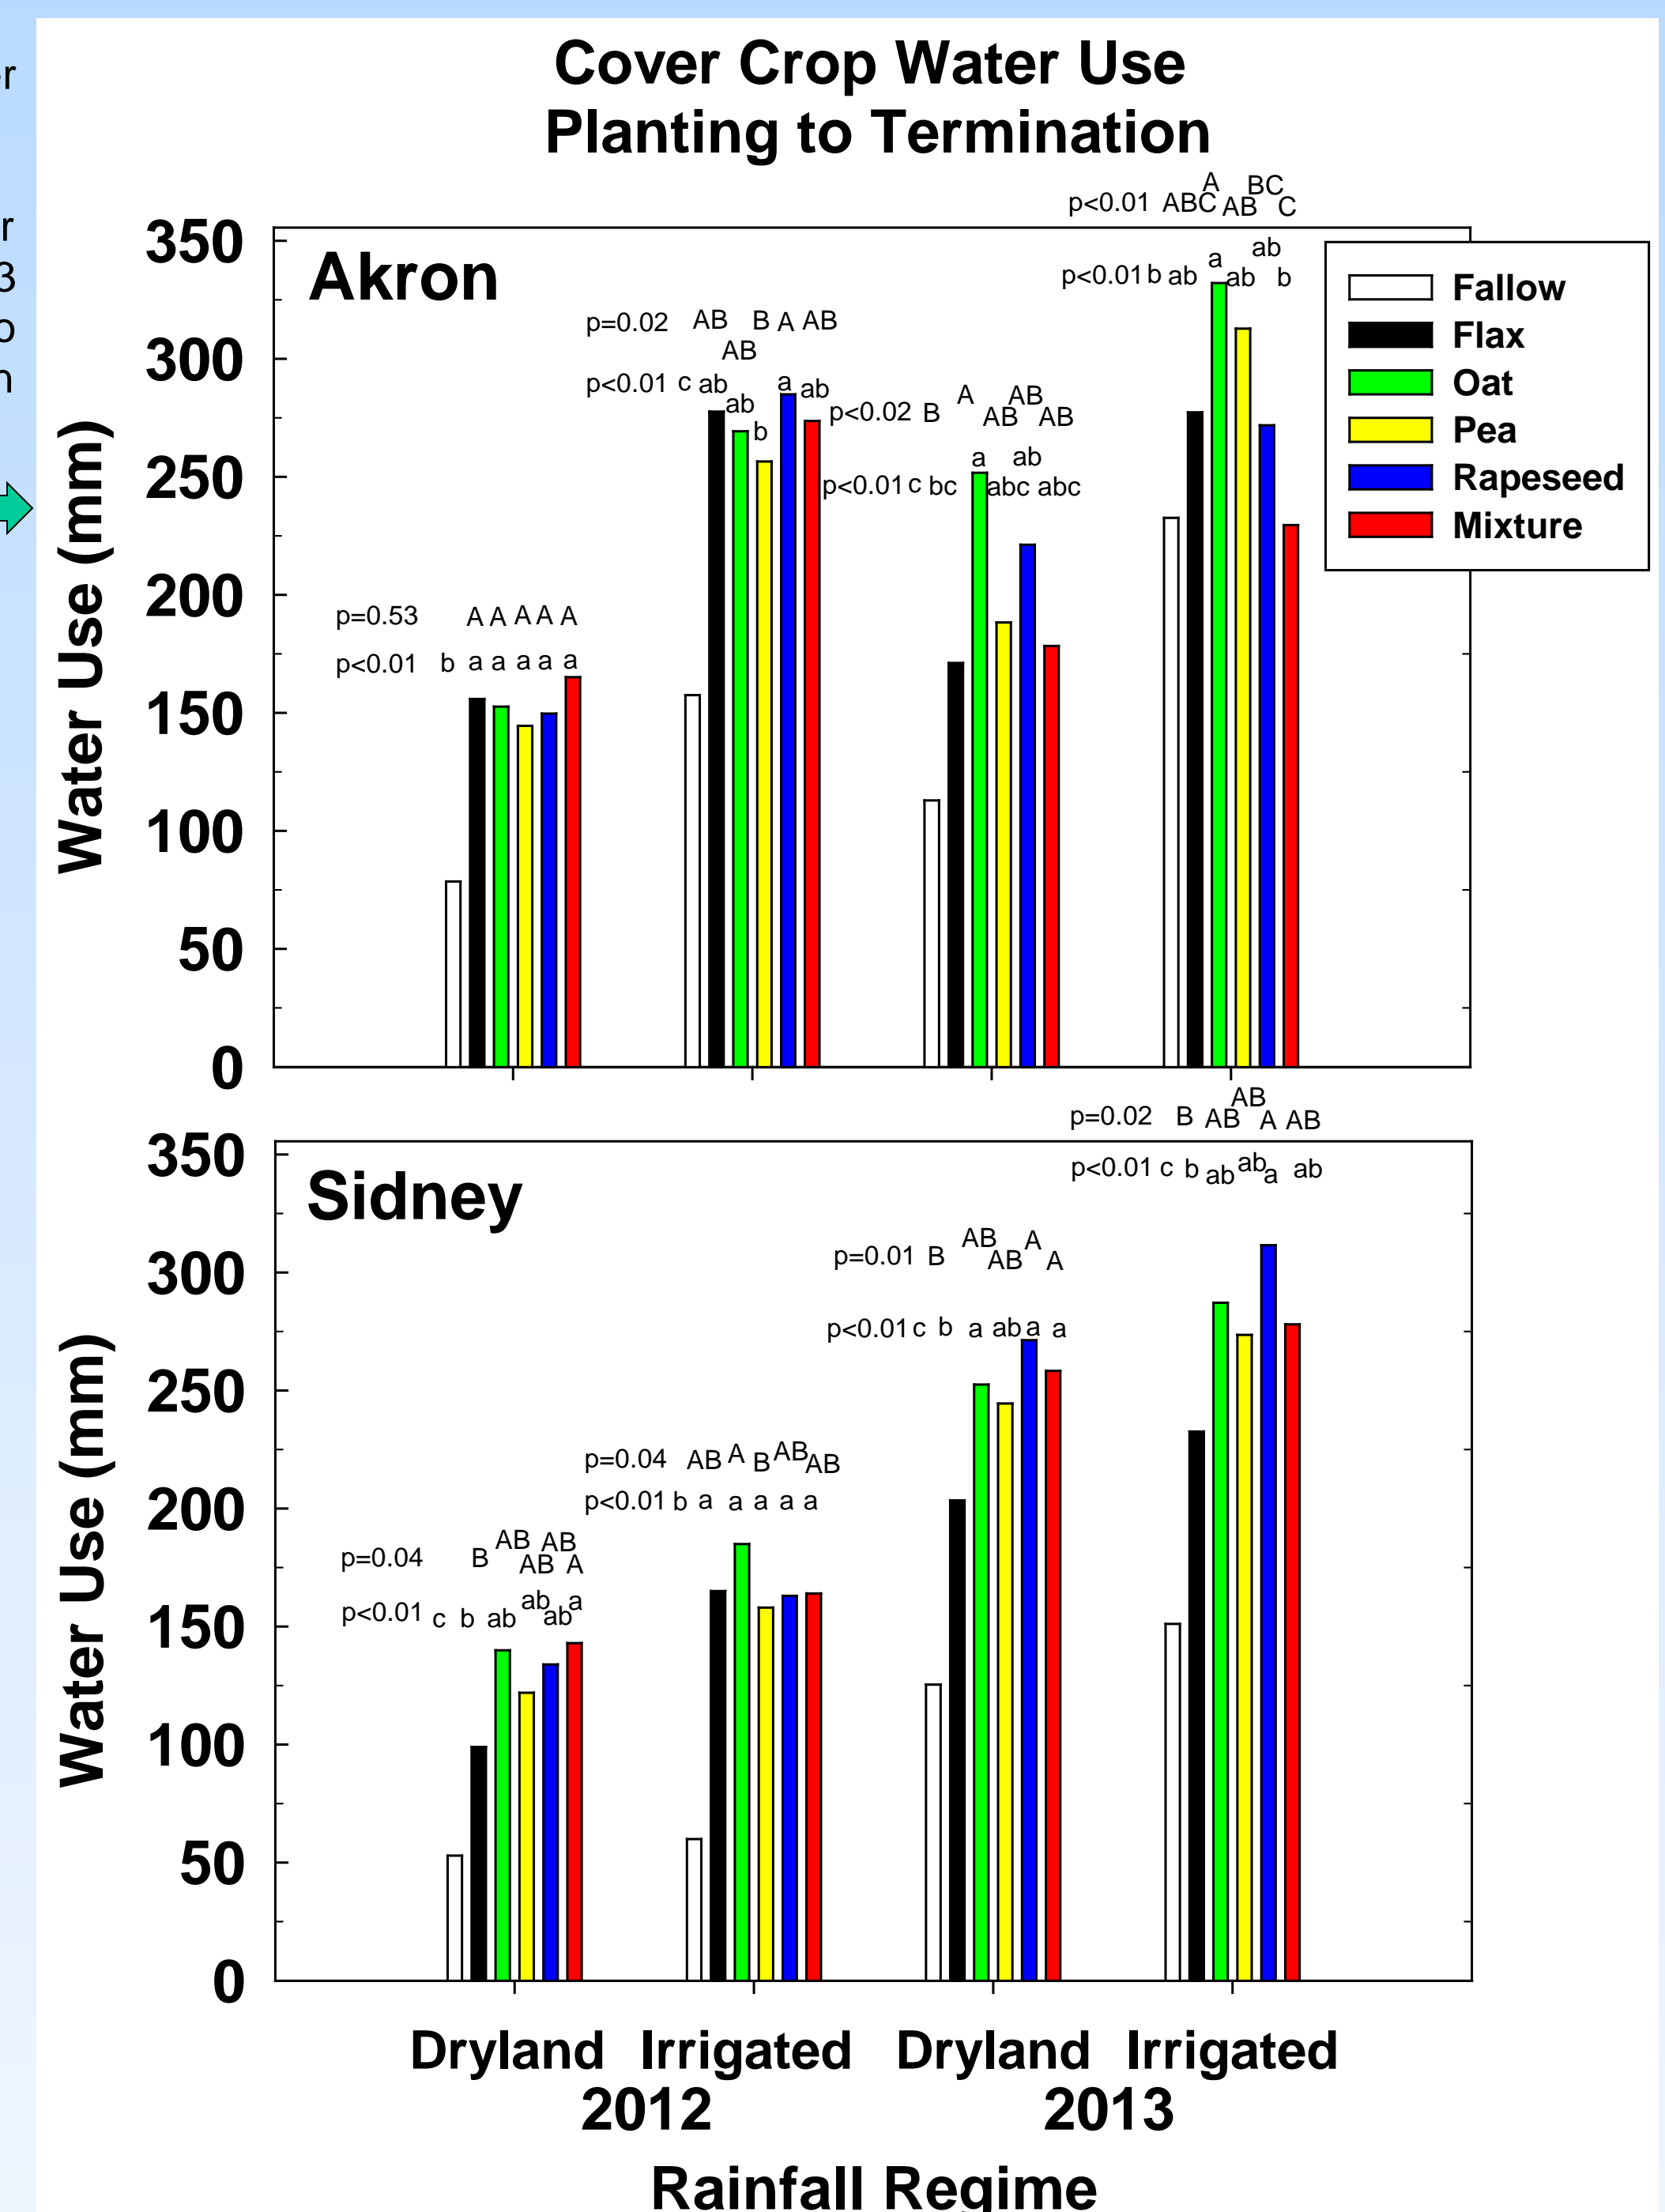 er
r
3
o
n
Cover Crop Water Use
Planting to Termination
Water Use (mm)
350
300
250
200
150
100
50
0
Akron
p=0.53 A A A A A
p<0.01 b a a a a a
p=0.02 AB B A AB
AB
p<0.01 c ab a ab
ab
b
p<0.02 B A AB
AB AB
a ab
p<0.01 c bc abc abc
A BC
p<0.01 ABC AB C
a ab
p<0.01 b ab ab b
Fallow
Flax
Oat
Pea
Rapeseed
Mixture
Water Use (mm)
350
300
250
200
150
100
50
0
Sidney
p=0.04 B AB AB
AB A
ab a
p<0.01 c b ab ab
p=0.04 AB A B AB AB
p<0.01 b a a a a a
p=0.01 B AB A
AB A
p<0.01 c b a ab a a
AB
p=0.02 B AB A AB
p<0.01 c b ab ab a ab
Dryland Irrigated Dryland Irrigated
2012 2013
Rainfall Regime